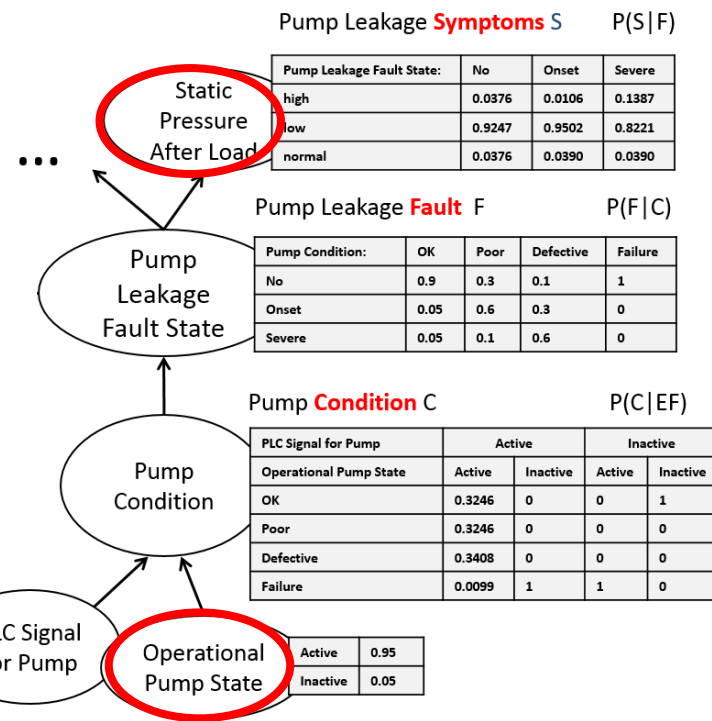 Pump Leakage Symptoms S P(S|F)
Pump Leakage Fault State: No Onset Severe
high 0.0376 0.0106 0.1387
low 0.9247 0.9502 0.8221
normal 0.0376 0.0390 0.0390
Static
Pressure
After Load
...
Pump Leakage Fault F P(F|C)
Pump Condition: OK Poor Defective Failure
No 0.9 0.3 0.1 1
Onset 0.05 0.6 0.3 0
Severe 0.05 0.1 0.6 0
Pump
Leakage
Fault State
Pump Condition C P(C|EF)
PLC Signal for Pump Active Inactive
Operational Pump State Active Inactive Active Inactive
OK 0.3246 0 0 1
Poor 0.3246 0 0 0
Defective 0.3408 0 0 0
Failure 0.0099 1 1 0
Pump
Condition
LC Signal
or Pump
Operational
Pump State
Active 0.95
Inactive 0.05